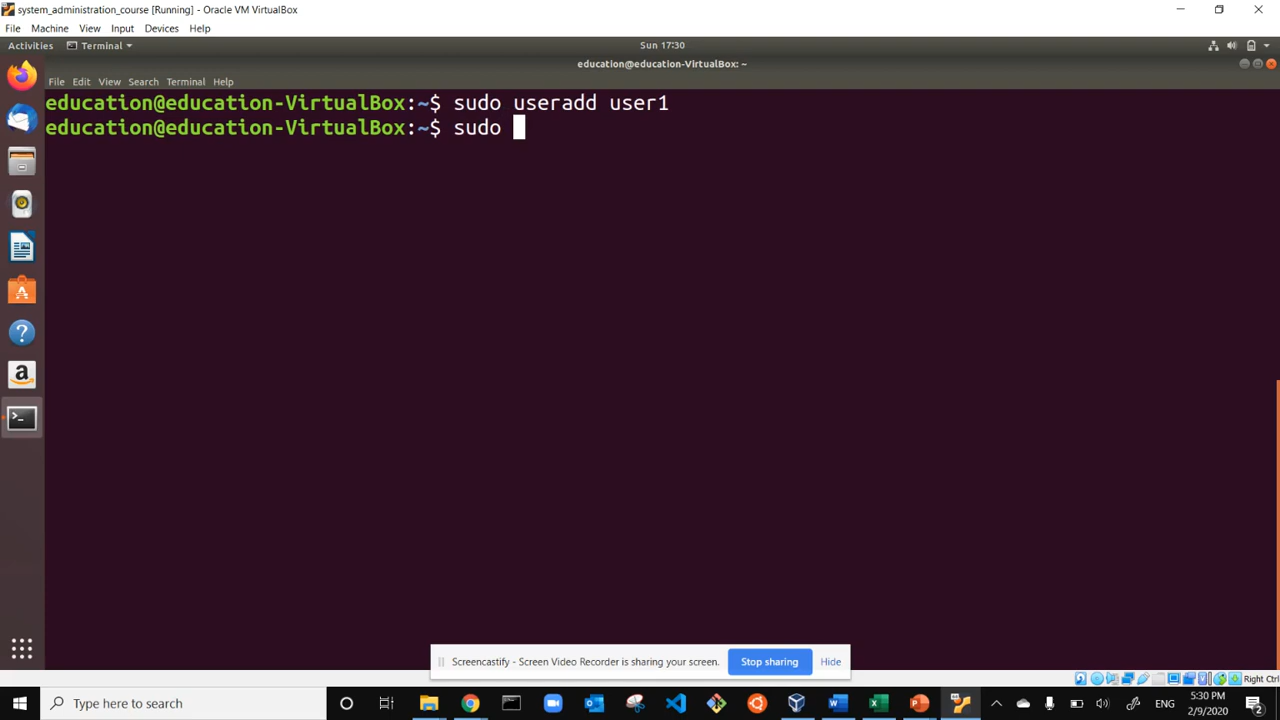 system_administration_course [Running] - Oracle VM VirtualBox
File Machine View Input Devices Help
Activities Terminal Sun 17:30
education@education-VirtualBox: ~
File Edit View Search Terminal Help
education@education-VirtualBox:~$ sudo useradd user1
education@education-VirtualBox:~$ sudo
Screencastify - Screen Video Recorder is sharing your screen. Stop sharing Hide
Right Ctrl
Type here to search
ENG
5:30 PM
2/9/2020
2